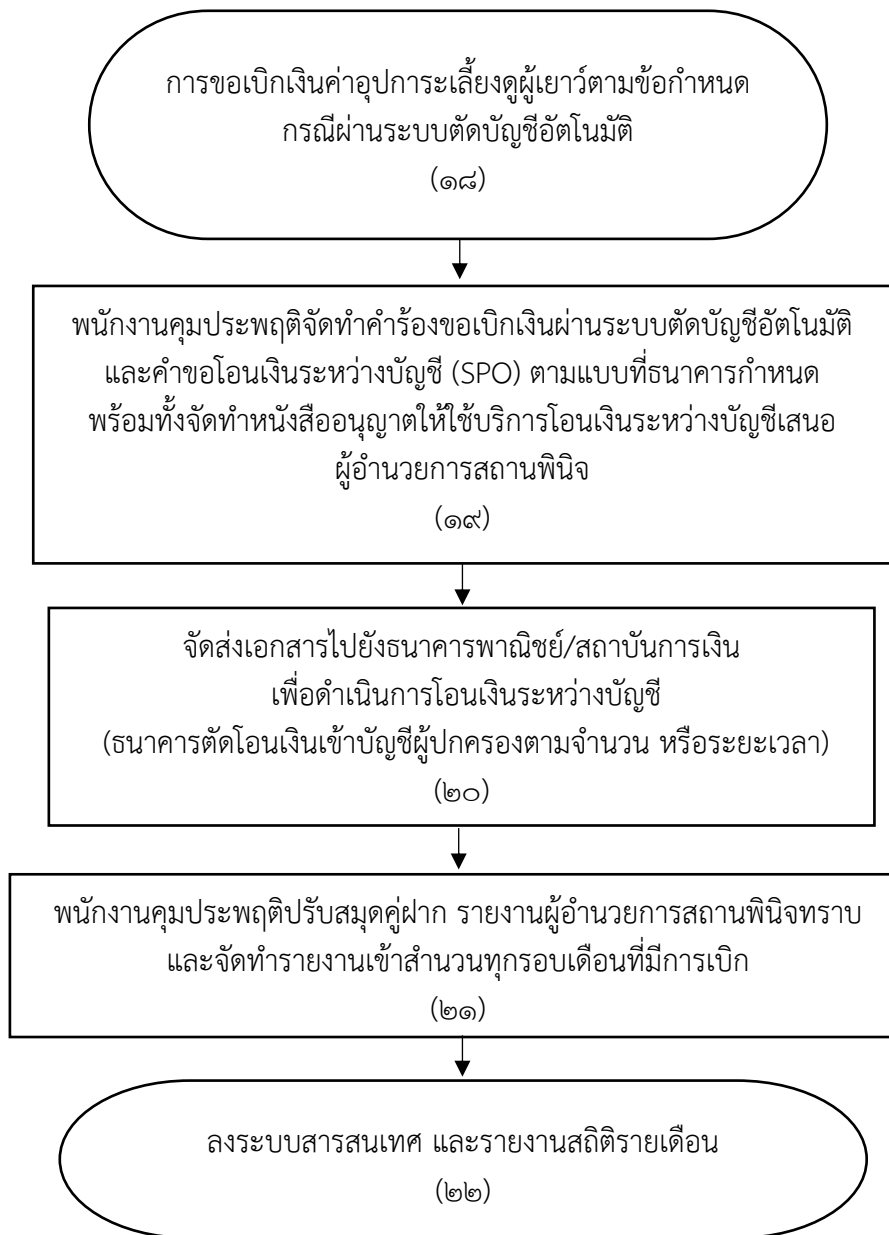 การขอเบิกเงินค่าอุปการะเลี้ยงดูผู้เยาว์ตามข้อกำหนด
กรณีผ่านระบบตัดบัญชีอัตโนมัติ
(๑๘)
พนักงานคุมประพฤติจัดทำคำร้องขอเบิกเงินผ่านระบบตัดบัญชีอัตโนมัติ
และคำขอโอนเงินระหว่างบัญชี (SPO) ตามแบบที่ธนาคารกำหนด
พร้อมทั้งจัดทำหนังสืออนุญาตให้ใช้บริการโอนเงินระหว่างบัญชีเสนอ
ผู้อำนวยการสถานพินิจ
(๑๙)
จัดส่งเอกสารไปยังธนาคารพาณิชย์/สถาบันการเงิน
เพื่อดำเนินการโอนเงินระหว่างบัญชี
(ธนาคารตัดโอนเงินเข้าบัญชีผู้ปกครองตามจำนวน หรือระยะเวลา)
(๒๐)
พนักงานคุมประพฤติปรับสมุดคู่ฝาก รายงานผู้อำนวยการสถานพินิจทราบ
และจัดทำรายงานเข้าสำนวนทุกรอบเดือนที่มีการเบิก
(๒๑)
ลงระบบสารสนเทศ และรายงานสถิติรายเดือน
(๒๒)